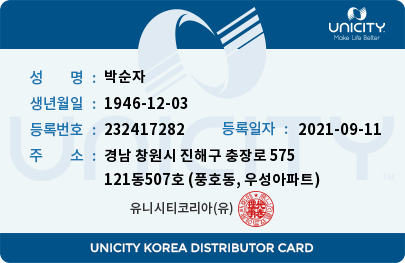 UNICITY
Make Life Better
UNICITY
성 명 : 박순자
생년월일 : 1946-12-03
등록번호 : 232417282 등록일자 : 2021-09-11
주 소 : 경남 창원시 진해구 충장로 575
121동507호 (풍호동, 우성아파트)
유니시티코리아(유)
UNICITY KOREA DISTRIBUTOR CARD